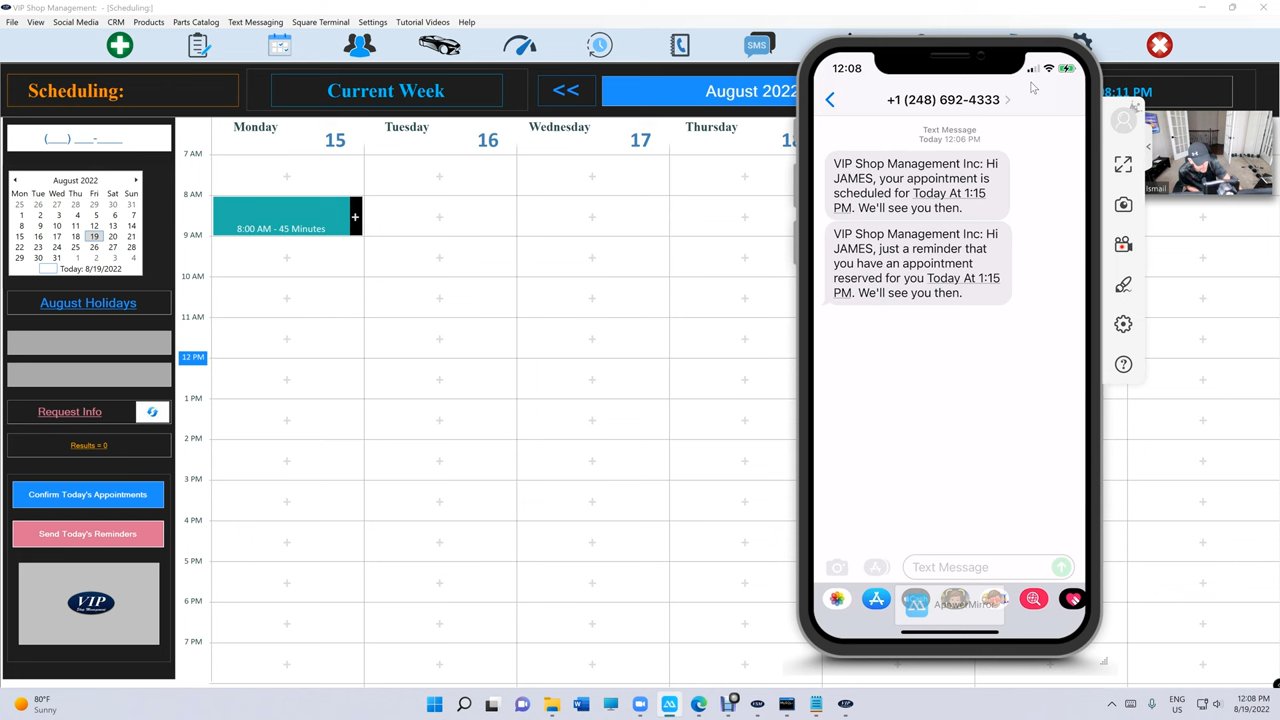 VIP Shop Management: - [Scheduling:]
File View Social Media CRM Products Parts Catalog Text Messaging Square Terminal Settings Tutorial Videos Help
SMS
Scheduling:
Current Week
<<
August 2022
08:11 PM
(___) ___-____
August 2022
Mon Tue Wed Thu Fri Sat Sun
25 26 27 28 29 30 31
1 2 3 4 5 6 7
8 9 10 11 12 13 14
15 16 17 18 19 20 21
22 23 24 25 26 27 28
29 30 31 1 2 3 4
Today: 8/19/2022
August Holidays
Request Info
Results = 0
Confirm Today's Appointments
Send Today's Reminders
VIP
Monday Tuesday Wednesday Thursday
15 16 17
7 AM
8 AM
9 AM
10 AM
11 AM
12 PM
1 PM
2 PM
3 PM
4 PM
5 PM
6 PM
7 PM
8:00 AM - 45 Minutes
12:08
+1 (248) 692-4333
Text Message
Today 12:06 PM
VIP Shop Management Inc: Hi
JAMES, your appointment is
scheduled for Today At 1:15
PM. We'll see you then.
VIP Shop Management Inc: Hi
JAMES, just a reminder that
you have an appointment
reserved for you Today At 1:15
PM. We'll see you then.
Text Message
ApowerMirror
Ismail
80°F
Sunny
ENG
US
12:08 PM
8/19/2022